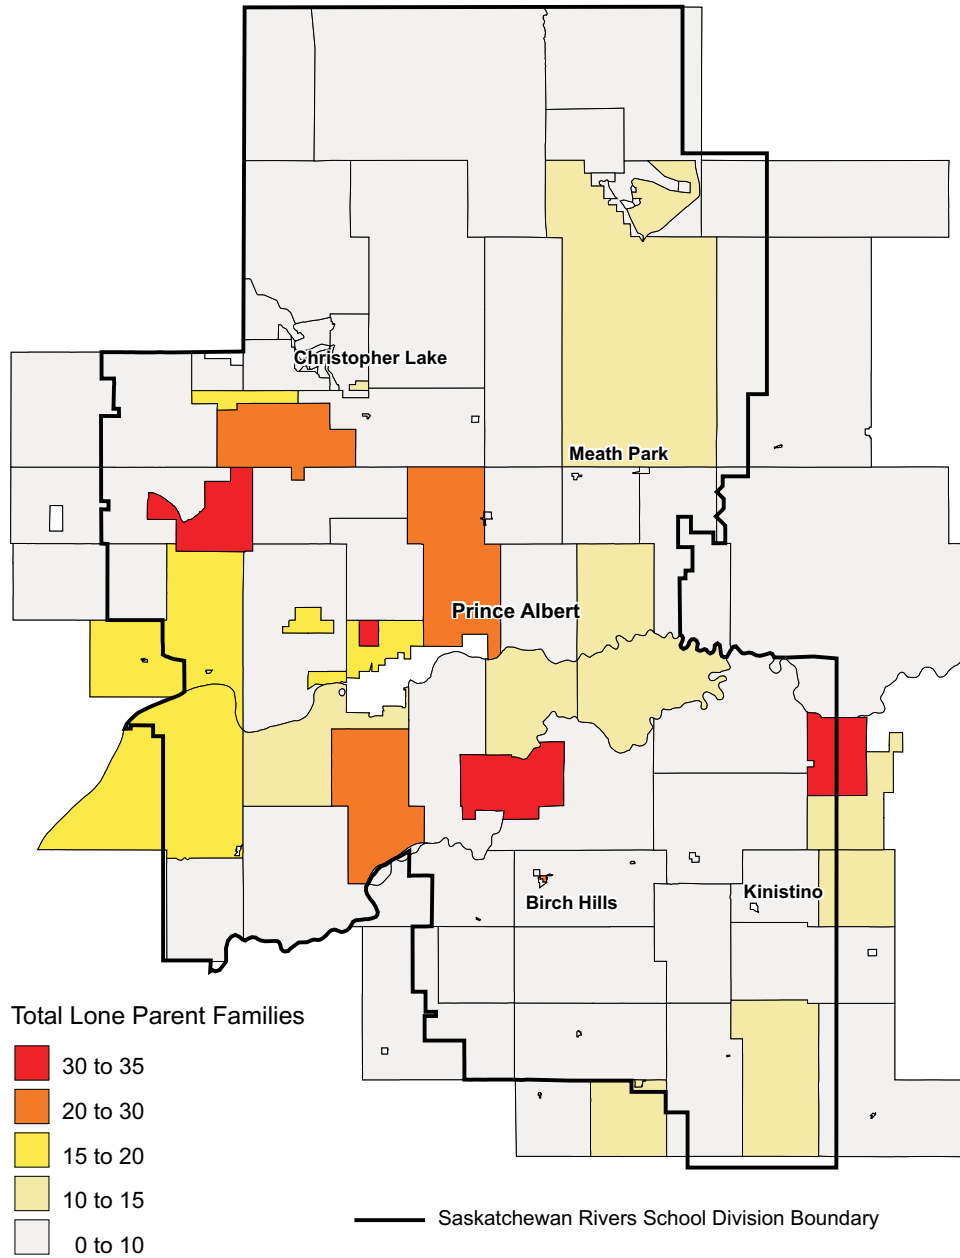 Christopher Lake
Meath Park
Prince Albert
Birch Hills
Kinistino
Total Lone Parent Families
30 to 35
20 to 30
15 to 20
10 to 15
0 to 10
Saskatchewan Rivers School Division Boundary